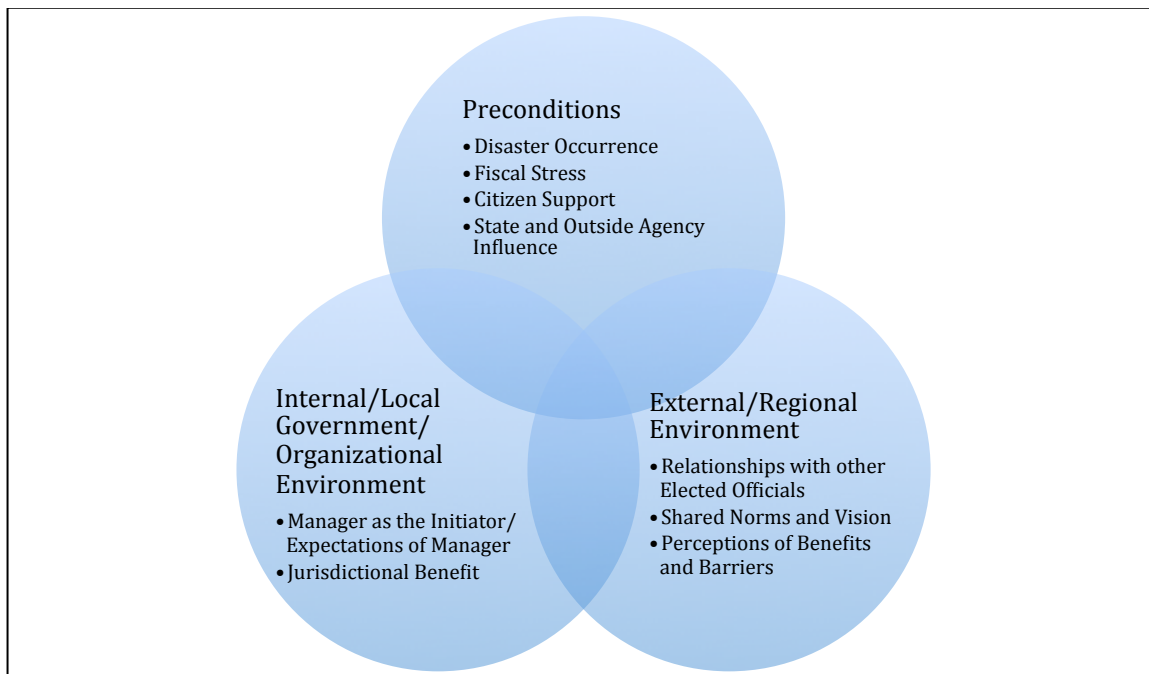 Preconditions
• Disaster Occurrence
• Fiscal Stress
• Citizen Support
• State and Outside Agency
Influence
Internal/Local
Government/
Organizational
Environment
• Manager as the Initiator/
Expectations of Manager
• Jurisdictional Benefit
External/Regional
Environment
• Relationships with other
Elected Officials
• Shared Norms and Vision
• Perceptions of Benefits
and Barriers